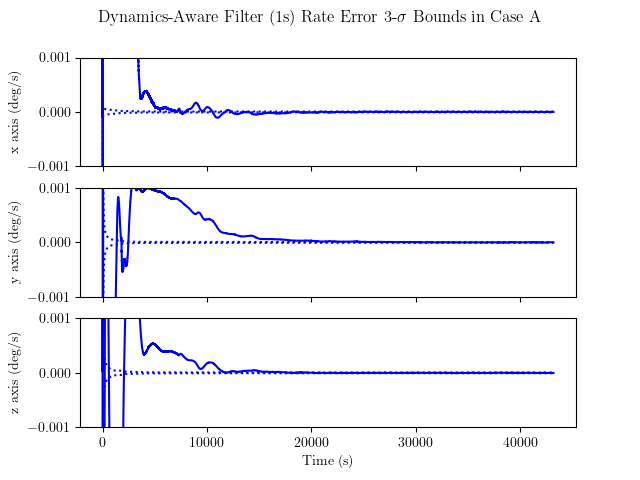 Dynamics-Aware Filter (1s) Rate Error 3-σ Bounds in Case A
0.001
0.000
−0.001
x axis (deg/s)
0.001
0.000
−0.001
y axis (deg/s)
0.001
0.000
−0.001
z axis (deg/s)
0 10000 20000 30000 40000
Time (s)